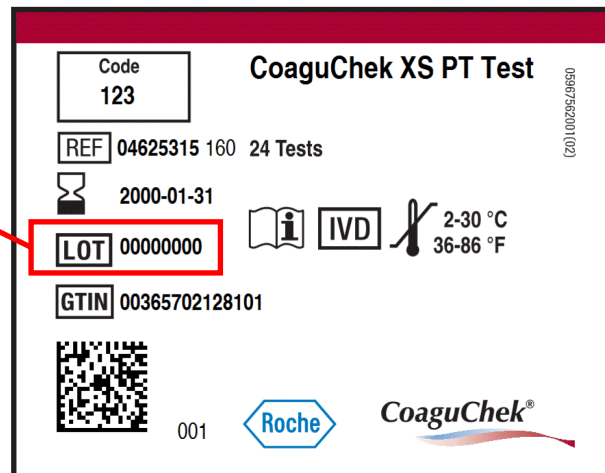 Code
123
CoaguChek XS PT Test
05967562001(02)
REF 04625315 160 24 Tests
2000-01-31
LOT 00000000
i IVD 2-30 °C
36-86 °F
GTIN 00365702128101
001
Roche
CoaguChek®